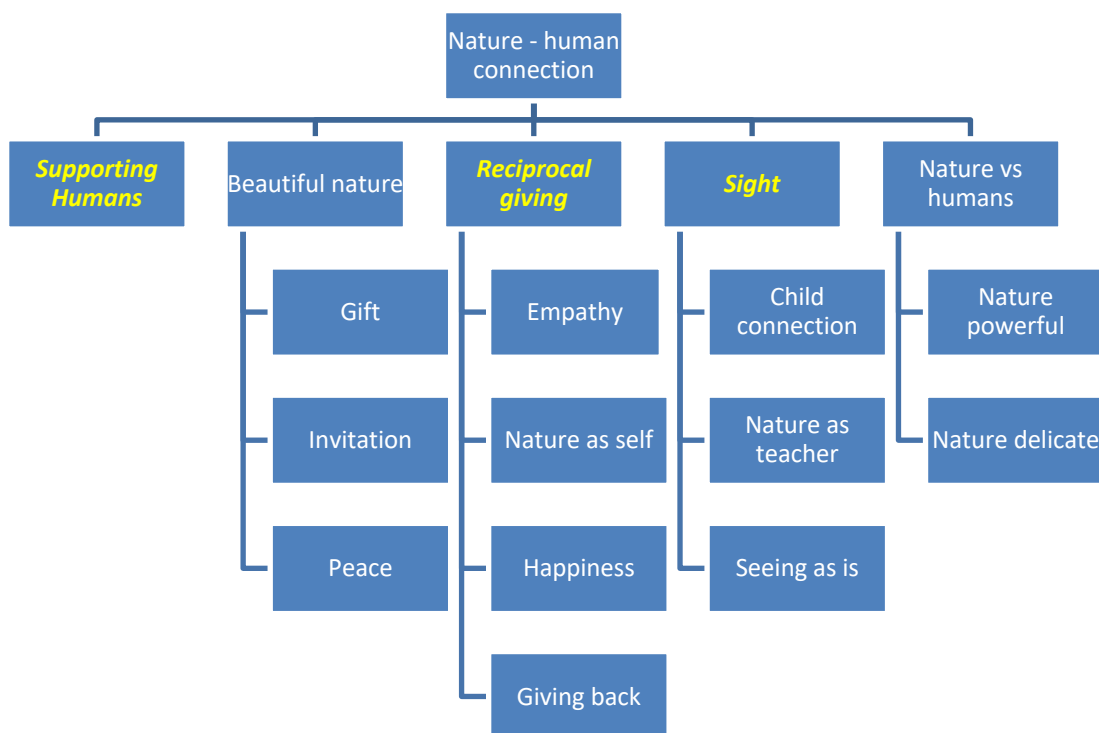 Nature - human
connection
Supporting
Humans
Beautiful nature
Reciprocal
giving
Sight
Nature vs
humans
Gift
Empathy
Child
connection
Nature
powerful
Invitation
Nature as self
Nature as
teacher
Nature delicate
Peace
Happiness
Seeing as is
Giving back